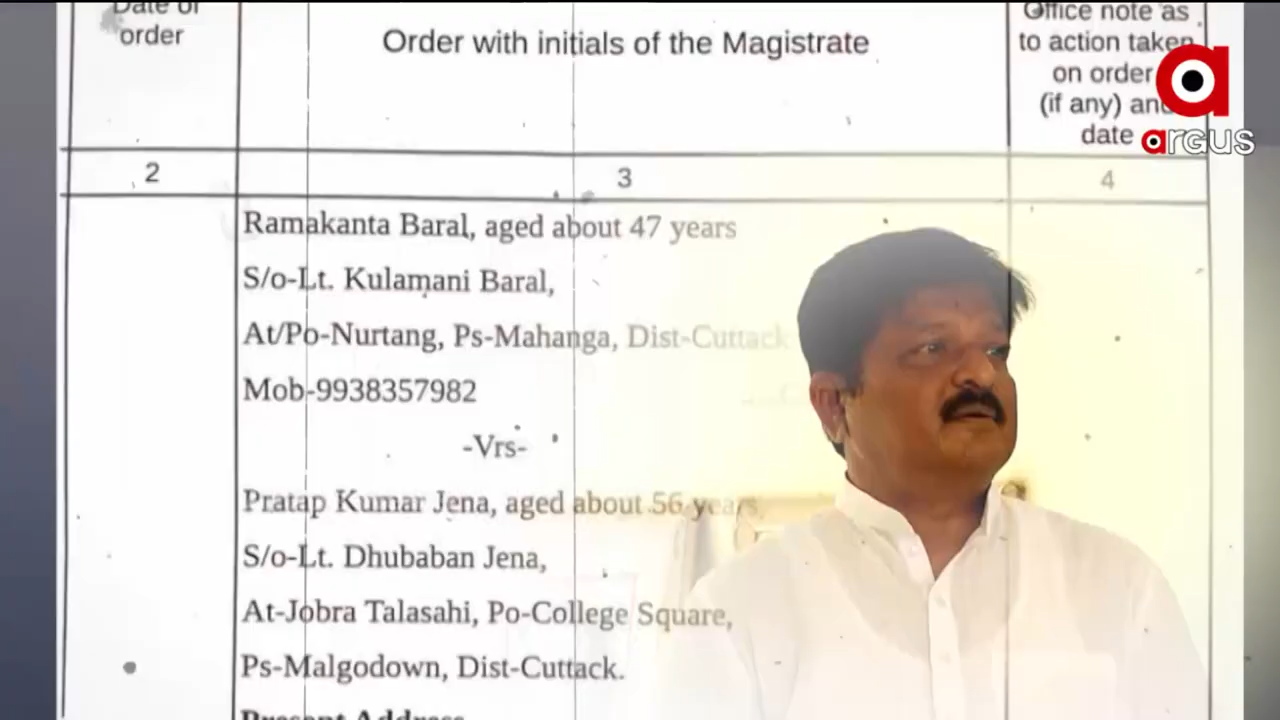 Date of
order
Order with initials of the Magistrate
Office note as
to action taken
on order
(if any) and
date
argus
2
3
4
Ramakanta Baral, aged about 47 years
S/o-Lt. Kulamani Baral,
At/Po-Nurtang, Ps-Mahanga, Dist-Cuttack
Mob-9938357982
-Vrs-
Pratap Kumar Jena, aged about 56 years,
S/o-Lt. Dhubaban Jena,
At-Jobra Talasahi, Po-College Square,
Ps-Malgodown, Dist-Cuttack.
Present Address